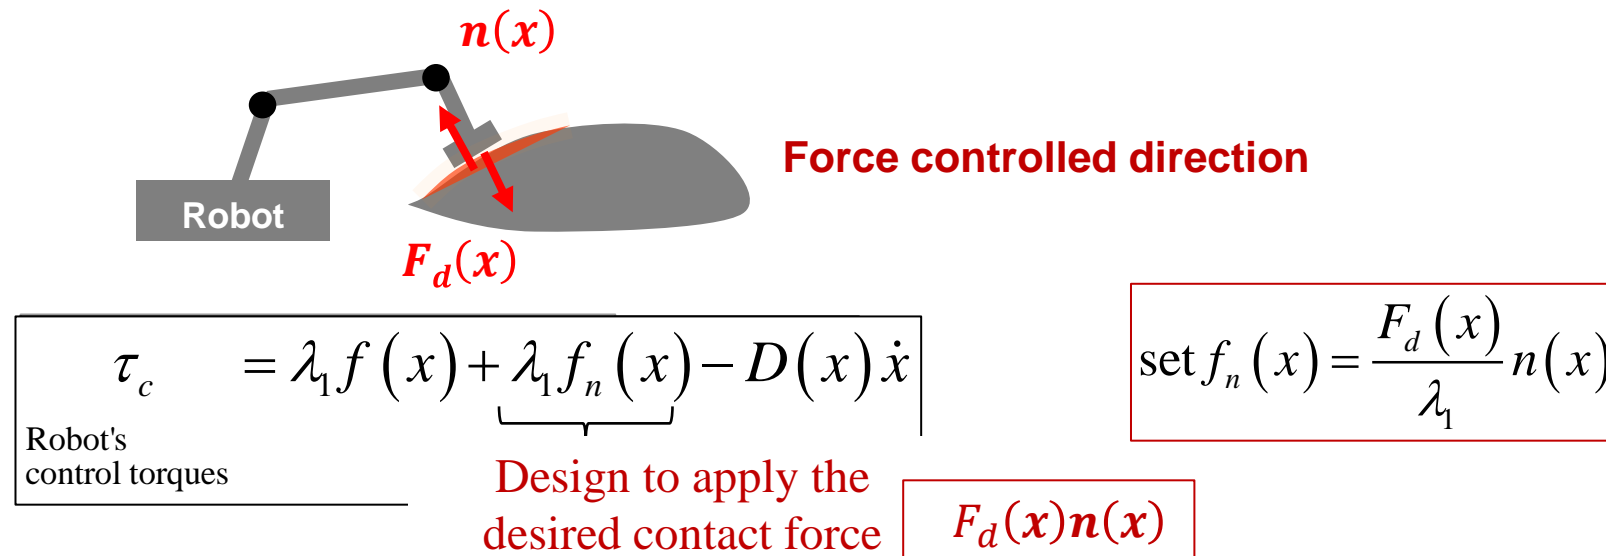 n(x)
Force controlled direction
Robot
F_d(x)
τ_c = λ_1 f(x) + λ_1 f_n(x) − D(x)ẋ
set f_n(x) = F_d(x)/λ_1 n(x)
Robot's
control torques
Design to apply the
desired contact force
F_d(x)n(x)